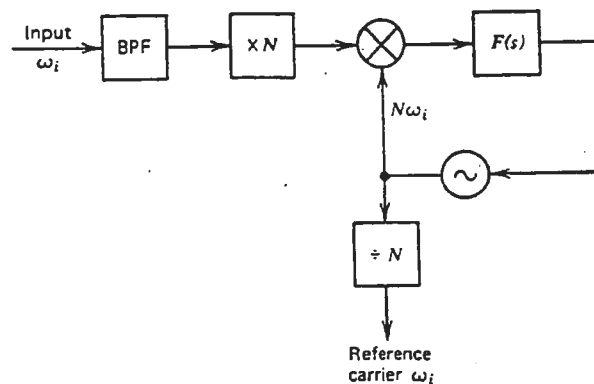 Input
ωᵢ
BPF
× N
F(s)
Nωᵢ
~
÷ N
Reference
carrier ωᵢ